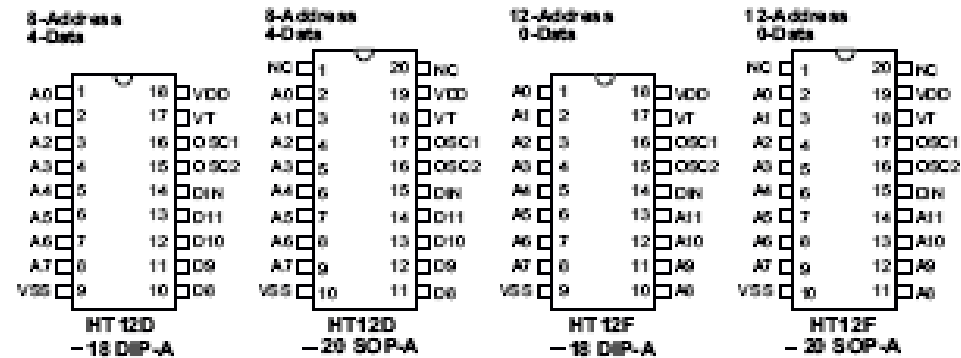 8-Address
4-Data
A0 1 18 VDD
A1 2 17 VT
A2 3 16 OSC1
A3 4 15 OSC2
A4 5 14 DIN
A5 6 13 D11
A6 7 12 D10
A7 8 11 D9
VSS 9 10 D8
HT12D
–18 DIP-A
8-Address
4-Data
NC 1 20 NC
A0 2 19 VDD
A1 3 18 VT
A2 4 17 OSC1
A3 5 16 OSC2
A4 6 15 DIN
A5 7 14 D11
A6 8 13 D10
A7 9 12 D9
VSS 10 11 D8
HT12D
–20 SOP-A
12-Address
0-Data
A0 1 18 VDD
A1 2 17 VT
A2 3 16 OSC1
A3 4 15 OSC2
A4 5 14 DIN
A5 6 13 A11
A6 7 12 A10
A7 8 11 A9
VSS 9 10 A8
HT12F
–18 DIP-A
12-Address
0-Data
NC 1 20 NC
A0 2 19 VDD
A1 3 18 VT
A2 4 17 OSC1
A3 5 16 OSC2
A4 6 15 DIN
A5 7 14 A11
A6 8 13 A10
A7 9 12 A9
VSS 10 11 A8
HT12F
– 20 SOP-A